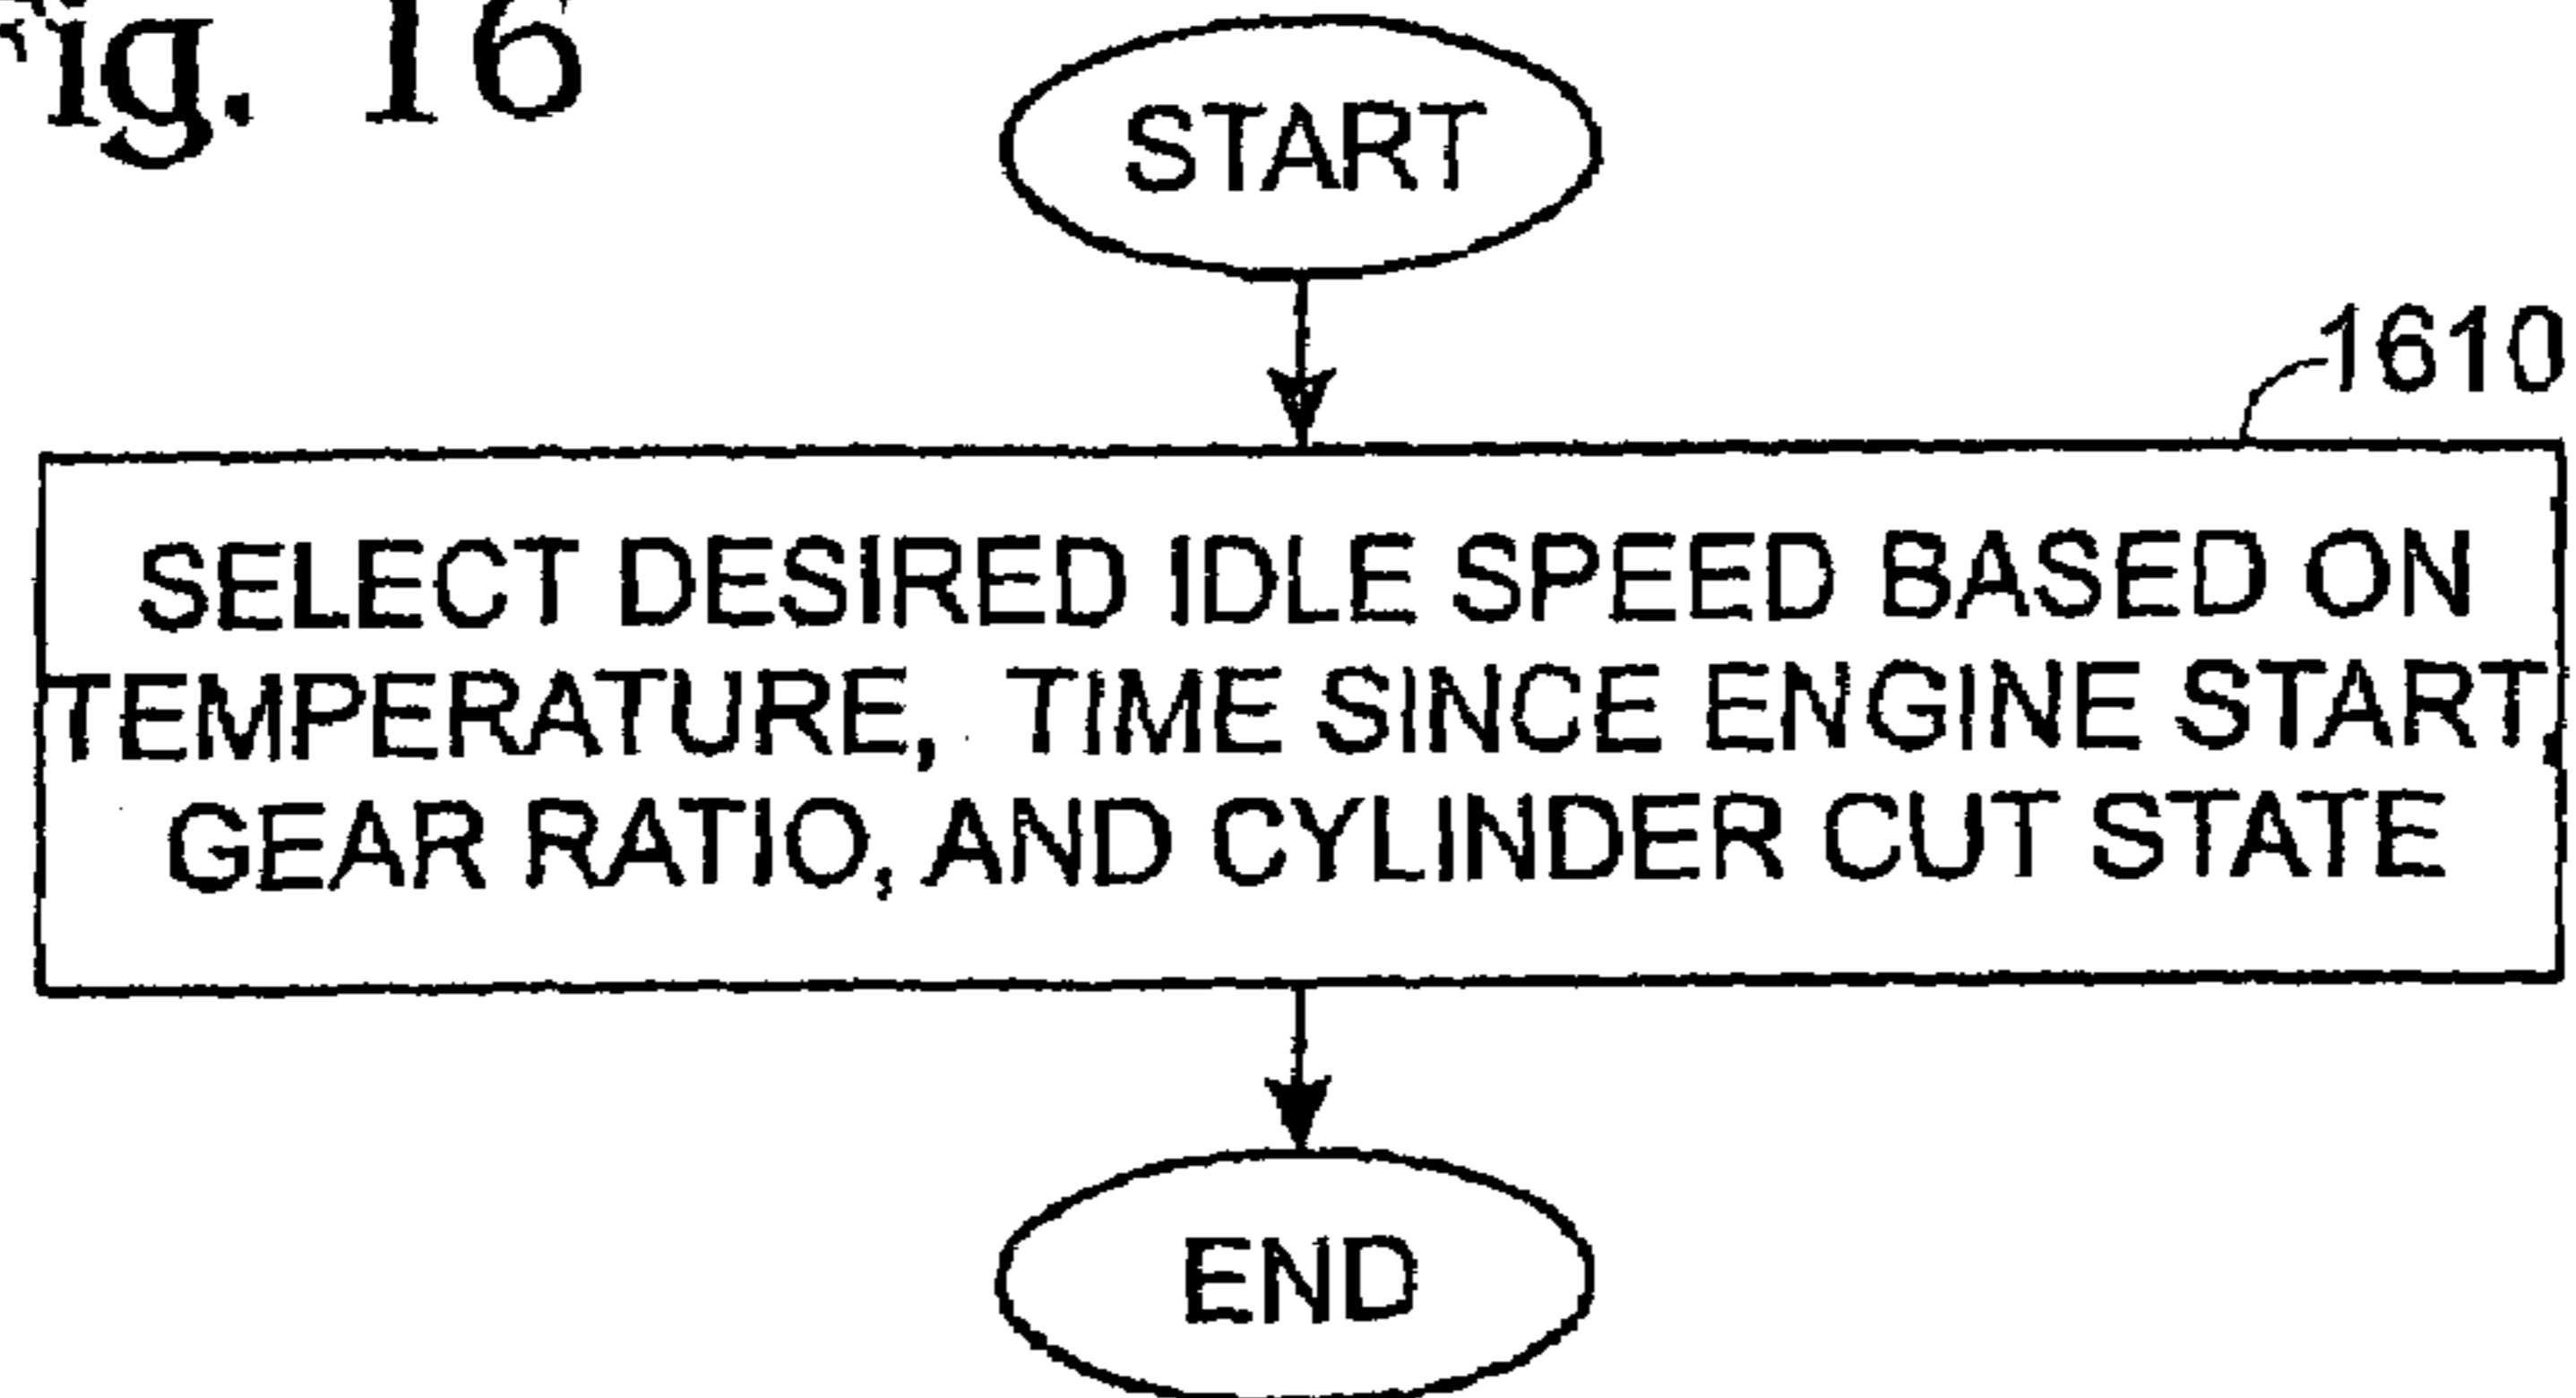 Fig. 16
START
1610
SELECT DESIRED IDLE SPEED BASED ON
TEMPERATURE, TIME SINCE ENGINE START,
GEAR RATIO, AND CYLINDER CUT STATE
END